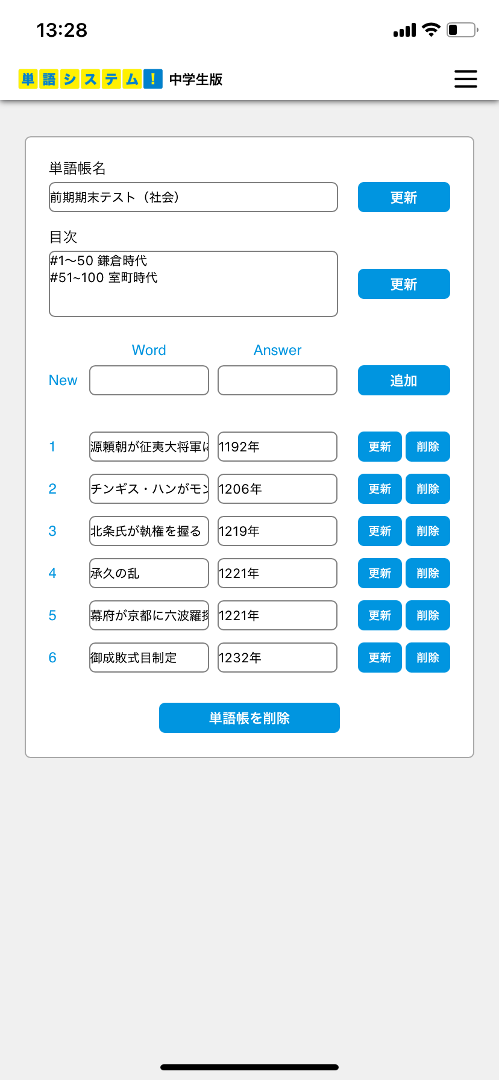 13:28
単語システム! 中学生版
単語帳名
前期期末テスト（社会） 更新
目次
#1〜50 鎌倉時代
#51~100 室町時代
更新
Word Answer
New 追加
1 源頼朝が征夷大将軍に 1192年 更新 削除
2 チンギス・ハンがモン 1206年 更新 削除
3 北条氏が執権を握る 1219年 更新 削除
4 承久の乱 1221年 更新 削除
5 幕府が京都に六波羅探 1221年 更新 削除
6 御成敗式目制定 1232年 更新 削除
単語帳を削除